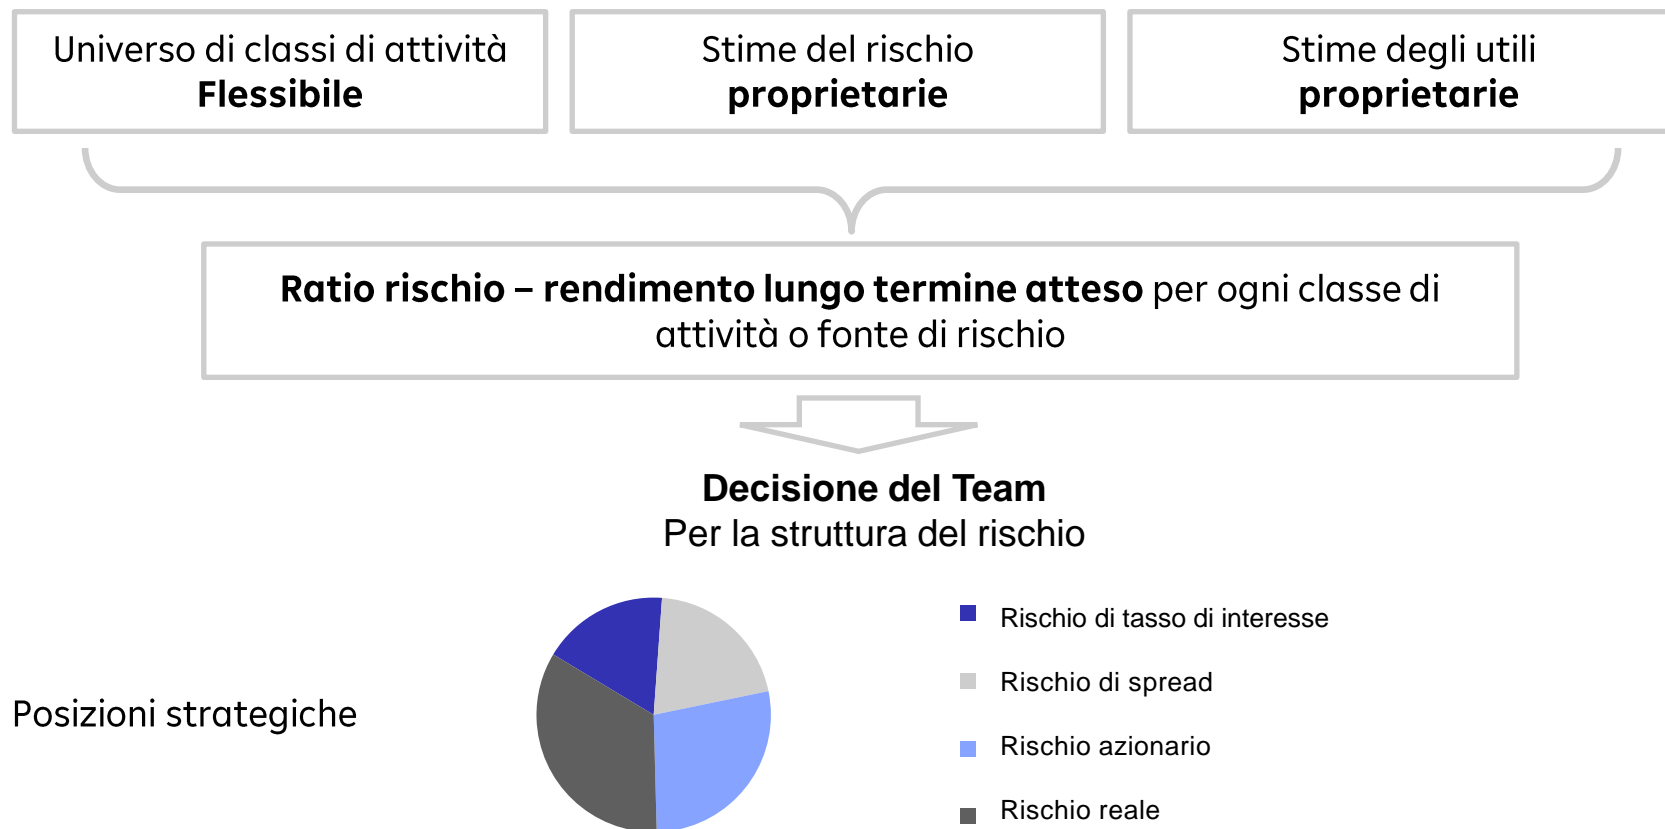 Universo di classi di attività
Flessibile
Stime del rischio
proprietarie
Stime degli utili
proprietarie
Ratio rischio – rendimento lungo termine atteso per ogni classe di
attività o fonte di rischio
Decisione del Team
Per la struttura del rischio
Posizioni strategiche
Rischio di tasso di interesse
Rischio di spread
Rischio azionario
Rischio reale